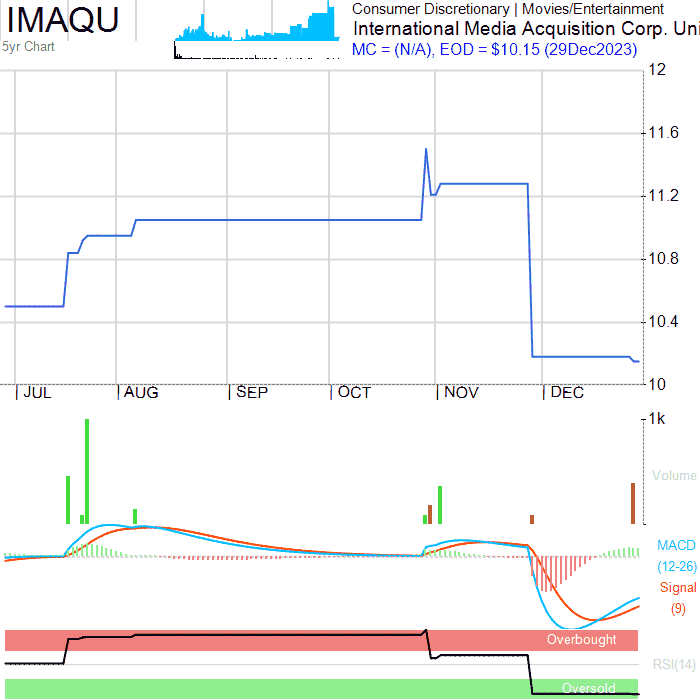 IMAQU
5yr Chart
Consumer Discretionary | Movies/Entertainment
International Media Acquisition Corp. Uni
MC = (N/A), EOD = $10.15 (29Dec2023)
12
11.6
11.2
10.8
10.4
10
JUL AUG SEP OCT NOV DEC
1k
Volume
MACD
(12-26)
Signal
(9)
Overbought
RSI(14)
Oversold